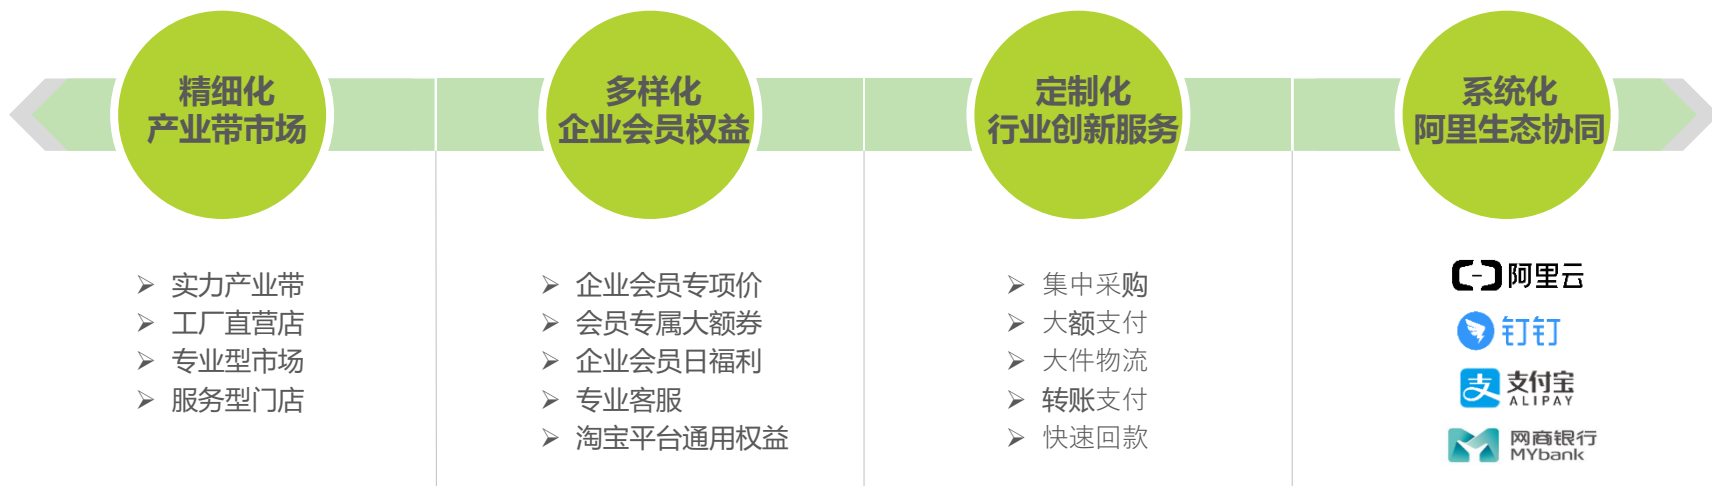 精细化
产业带市场
多样化
企业会员权益
定制化
行业创新服务
系统化
阿里生态协同
实力产业带
工厂直营店
专业型市场
服务型门店
企业会员专项价
会员专属大额券
企业会员日福利
专业客服
淘宝平台通用权益
集中采购
大额支付
大件物流
转账支付
快速回款
阿里云
钉钉
支付宝
ALIPAY
网商银行
MYbank